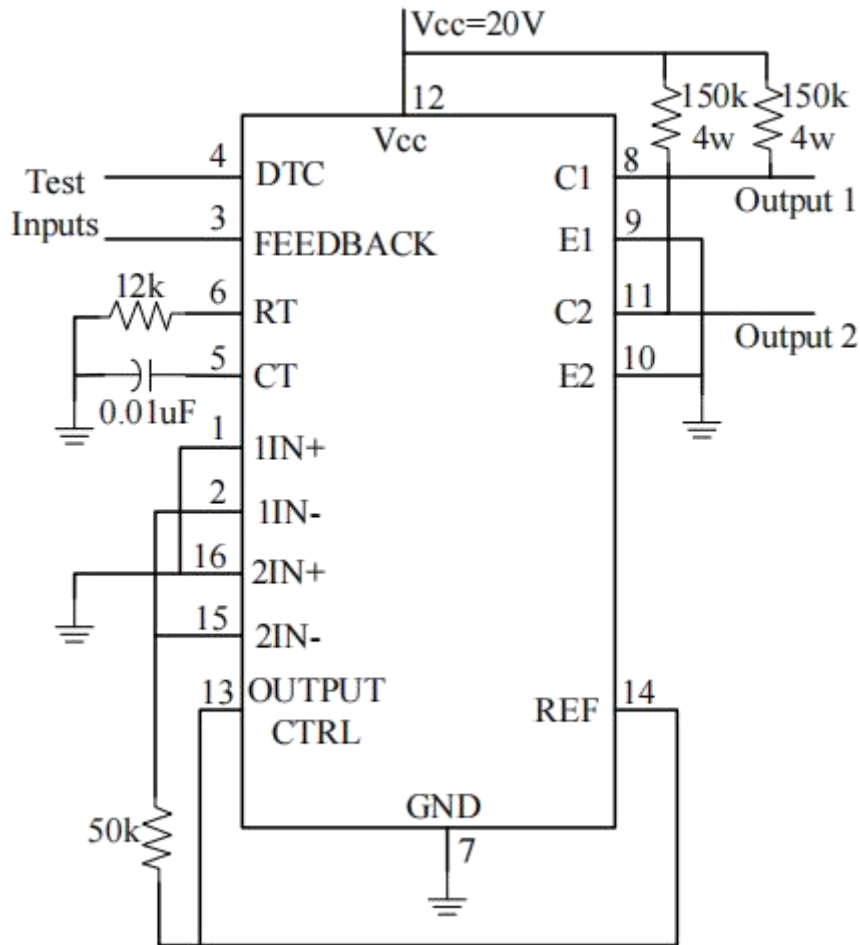 Vcc=20V
12
Vcc
150k
4w
150k
4w
Test
Inputs
4
DTC
3
FEEDBACK
12k
6
RT
5
CT
0.01uF
1
1IN+
2
1IN-
16
2IN+
15
2IN-
13
OUTPUT
CTRL
50k
C1
8
Output 1
E1
9
C2
11
Output 2
E2
10
REF
14
GND
7